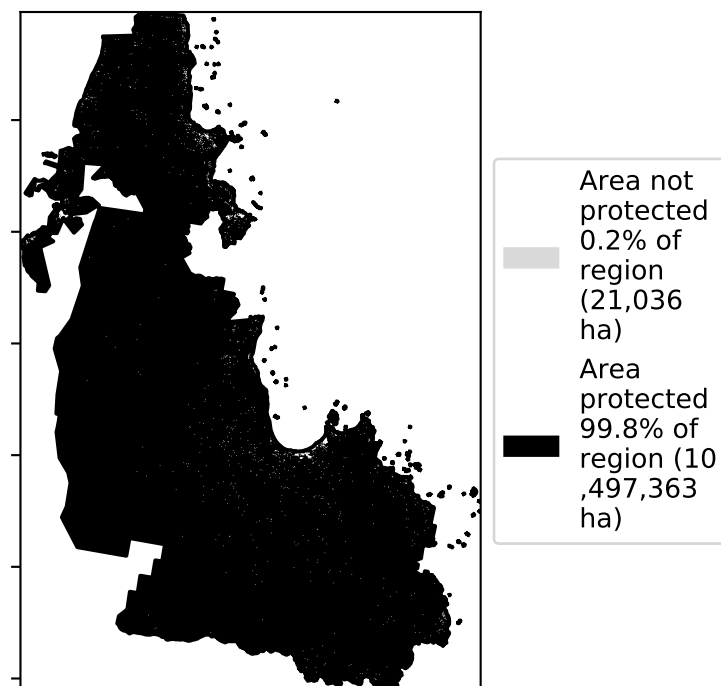 Area not
protected
0.2% of
region
(21,036
ha)
Area
protected
99.8% of
region (10
,497,363
ha)